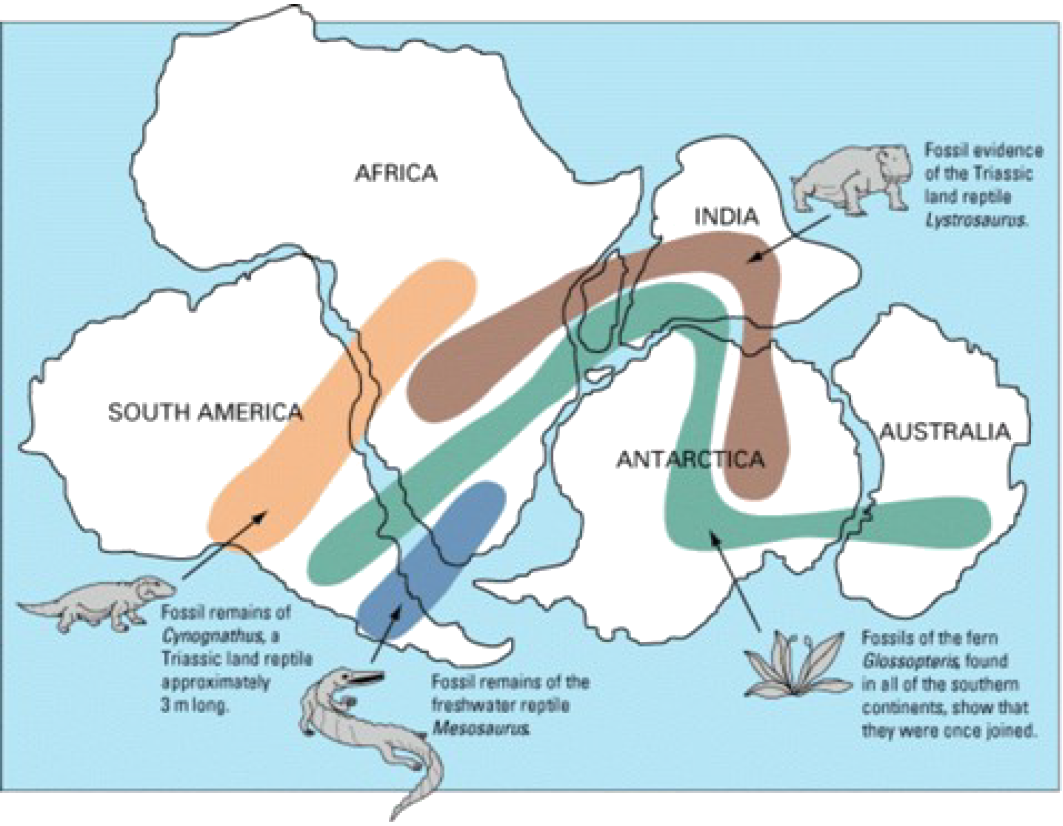 AFRICA
INDIA
Fossil evidence
of the Triassic
land reptile
Lystrosaurus.
SOUTH AMERICA
ANTARCTICA
AUSTRALIA
Fossil remains of
Cynognathus, a
Triassic land reptile
approximately
3 m long.
Fossil remains of the
freshwater reptile
Mesosaurus.
Fossils of the fern
Glossopteris, found
in all of the southern
continents, show that
they were once joined.